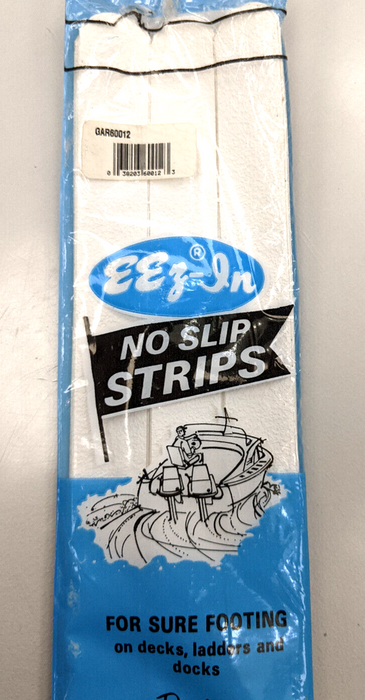 GAR60012
0 38203 60012 3
EEz-In®
NO SLIP
STRIPS
FOR SURE FOOTING
on decks, ladders and
docks